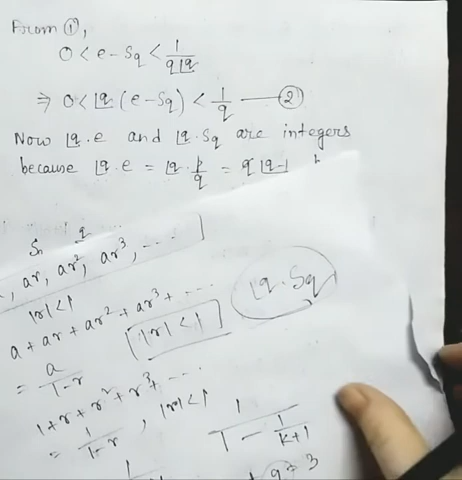 From ①,
0 < e - Sq < 1/(q⌊q)
⇒ 0 < ⌊q (e - Sq) < 1/q — ②
Now ⌊q . e and ⌊q . Sq are integers
because ⌊q . e = ⌊q . p/q = q⌊q-1
Sn
, ar, ar², ar³, ....
|r| < 1
a + ar + ar² + ar³ + ....
|r| < 1
⌊q . Sq
= a/(1-r)
1 + r + r² + r³ + ....
= 1/(1-r) , |r| < 1
1/(1 - 1/(k+1))